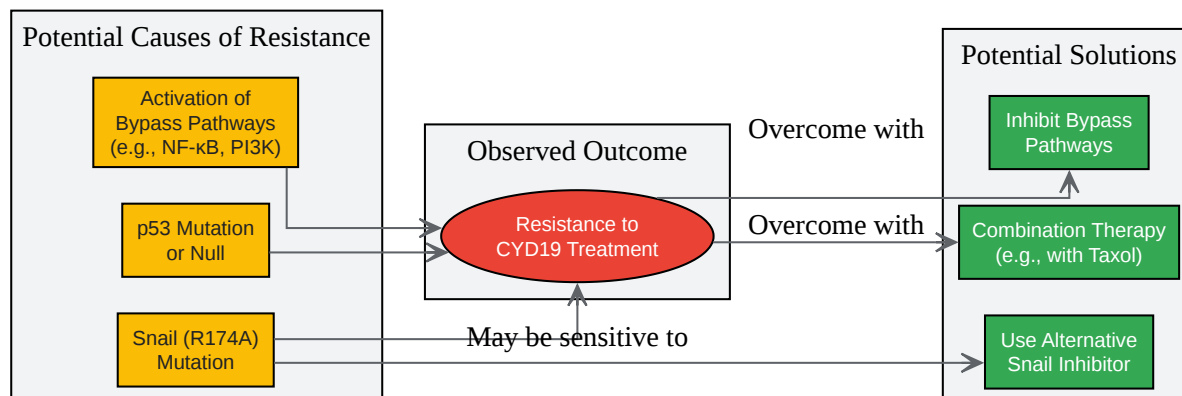 Potential Causes of Resistance
Activation of
Bypass Pathways
(e.g., NF-κB, PI3K)
p53 Mutation
or Null
Snail (R174A)
Mutation
Observed Outcome
Resistance to
CYD19 Treatment
Overcome with
Overcome with
May be sensitive to
Potential Solutions
Inhibit Bypass
Pathways
Combination Therapy
(e.g., with Taxol)
Use Alternative
Snail Inhibitor